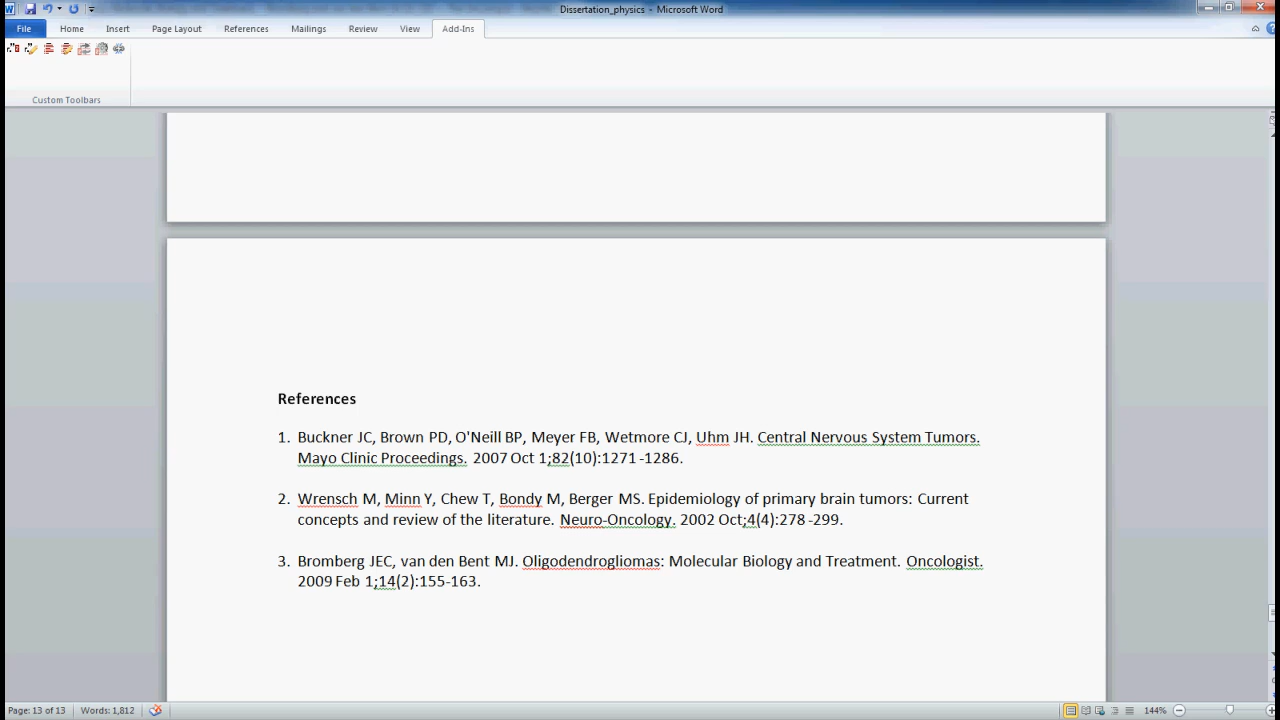 Dissertation_physics - Microsoft Word
File Home Insert Page Layout References Mailings Review View Add-Ins
Custom Toolbars
References
1. Buckner JC, Brown PD, O'Neill BP, Meyer FB, Wetmore CJ, Uhm JH. Central Nervous System Tumors.
Mayo Clinic Proceedings. 2007 Oct 1;82(10):1271-1286.
2. Wrensch M, Minn Y, Chew T, Bondy M, Berger MS. Epidemiology of primary brain tumors: Current
concepts and review of the literature. Neuro-Oncology. 2002 Oct;4(4):278-299.
3. Bromberg JEC, van den Bent MJ. Oligodendrogliomas: Molecular Biology and Treatment. Oncologist.
2009 Feb 1;14(2):155-163.
Page: 13 of 13 Words: 1,812 144%